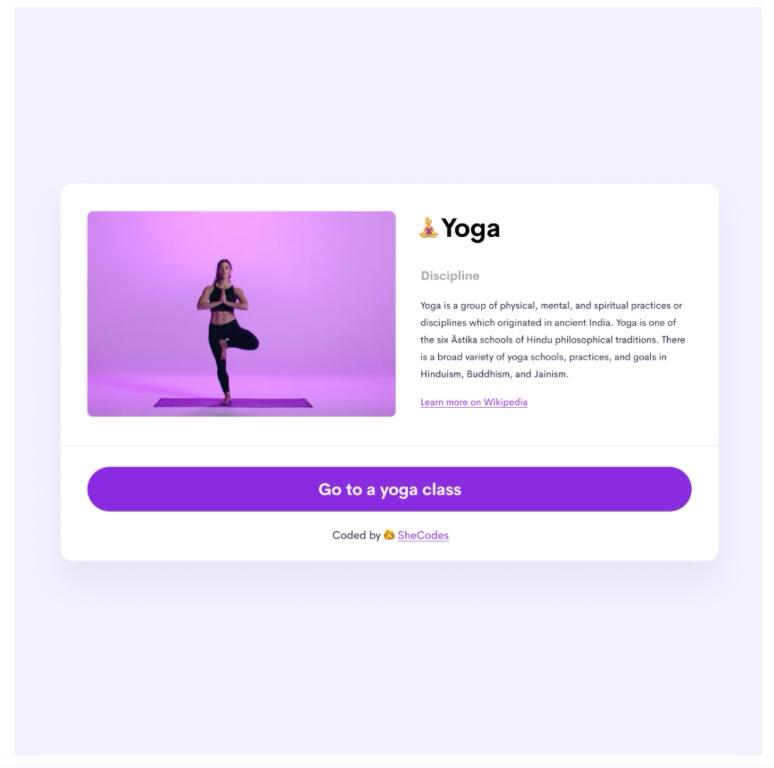 🧘Yoga
Discipline
Yoga is a group of physical, mental, and spiritual practices or
disciplines which originated in ancient India. Yoga is one of
the six Āstika schools of Hindu philosophical traditions. There
is a broad variety of yoga schools, practices, and goals in
Hinduism, Buddhism, and Jainism.
Learn more on Wikipedia
Go to a yoga class
Coded by 🦁 SheCodes